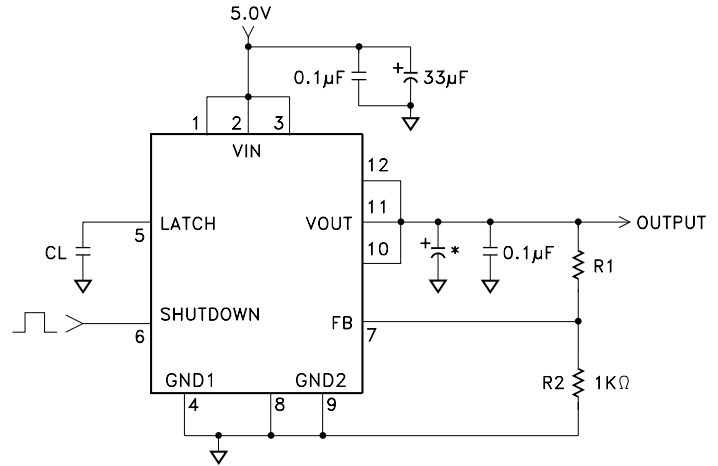 5.0V
0.1µF
+
33µF
1
2
3
VIN
12
11
10
LATCH
5
CL
VOUT
OUTPUT
+
*
0.1µF
R1
SHUTDOWN
6
FB
7
R2
1KΩ
GND1
GND2
4
8
9